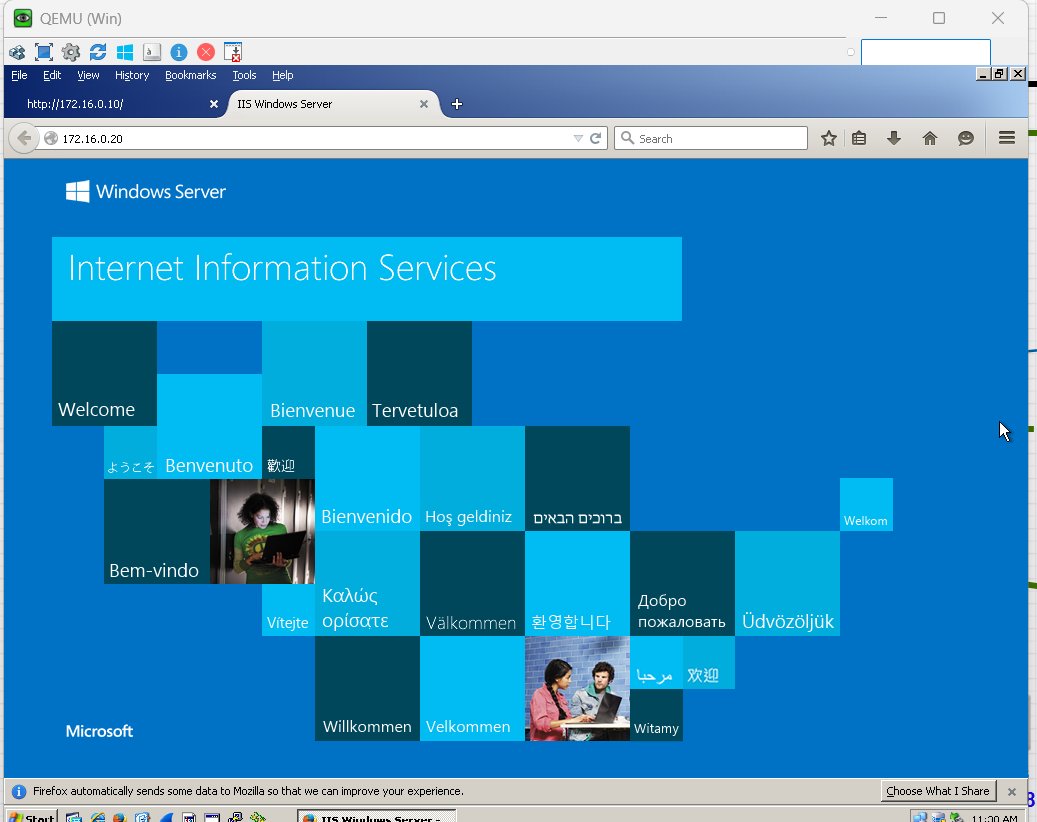 QEMU (Win)
File Edit View History Bookmarks Tools Help
http://172.16.0.10/ IIS Windows Server
172.16.0.20 Search
Windows Server
Internet Information Services
Welcome Bienvenue Tervetuloa
ようこそ Benvenuto 歡迎
Bienvenido Hoş geldiniz ברוכים הבאים Welkom
Bem-vindo
Vítejte Καλώς
ορίσατε Välkommen 환영합니다 Добро
пожаловать Üdvözöljük
مرحبا 欢迎
Willkommen Velkommen Witamy
Microsoft
Firefox automatically sends some data to Mozilla so that we can improve your experience. Choose What I Share
8
Start IIS Windows Server - 11:00 AM